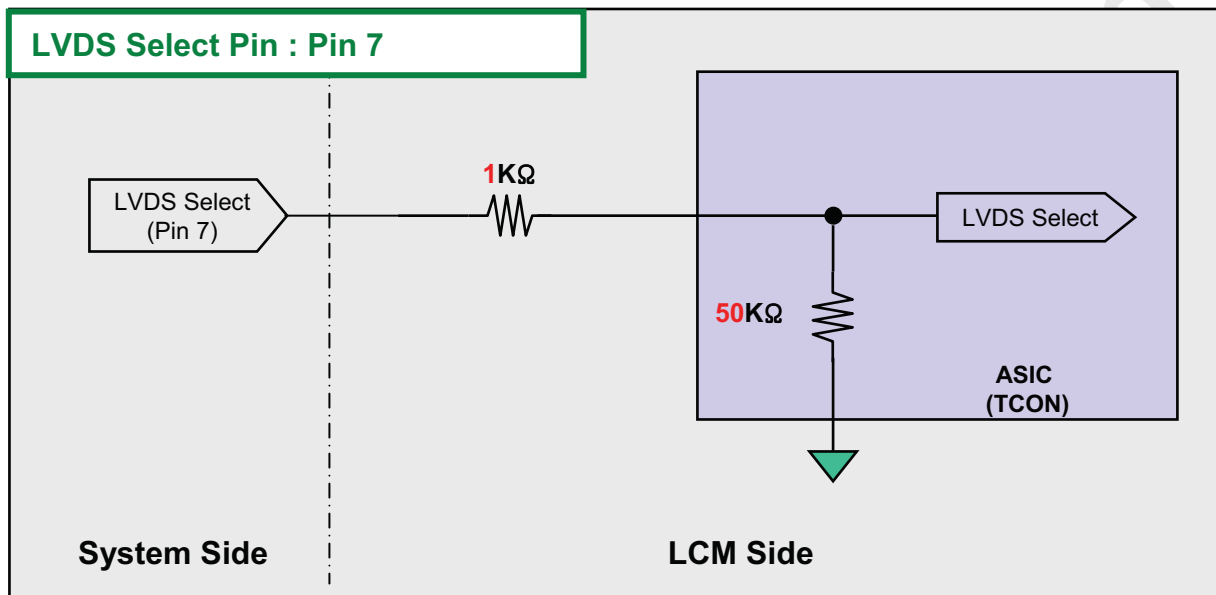 LVDS Select Pin : Pin 7
1KΩ
LVDS Select
(Pin 7)
LVDS Select
50KΩ
ASIC
(TCON)
System Side
LCM Side